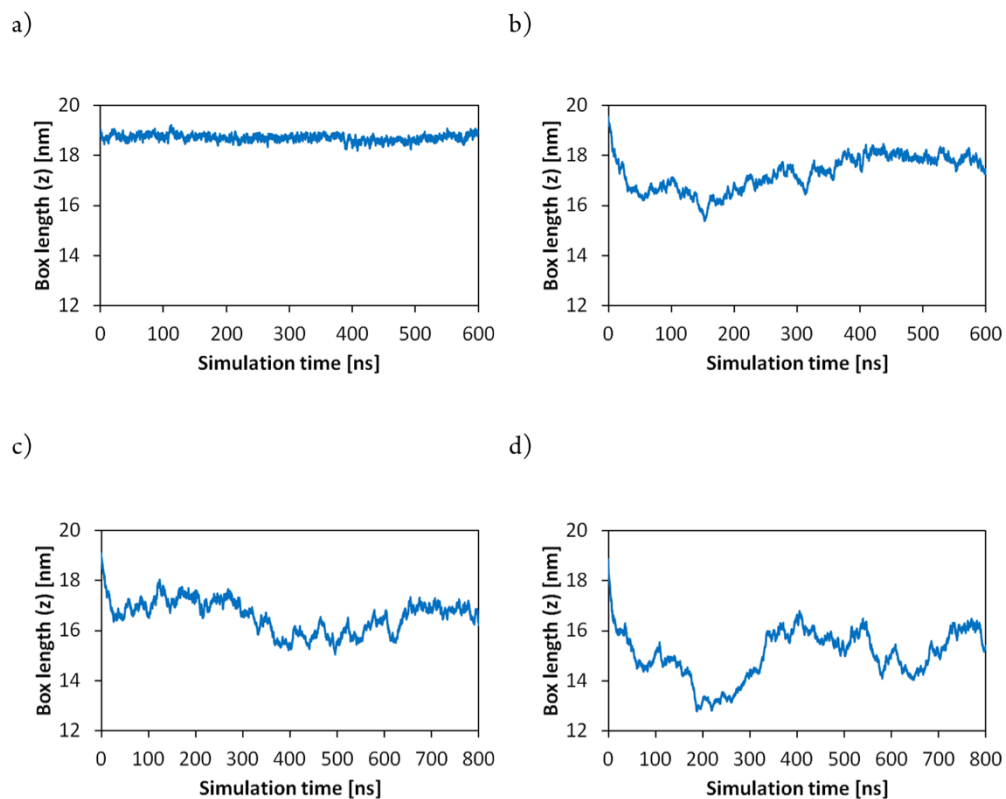 a)
b)
Box length (z) [nm]
20
18
16
14
12
0 100 200 300 400 500 600
Simulation time [ns]
Box length (z) [nm]
20
18
16
14
12
0 100 200 300 400 500 600
Simulation time [ns]
c)
d)
Box length (z) [nm]
20
18
16
14
12
0 100 200 300 400 500 600 700 800
Simulation time [ns]
Box length (z) [nm]
20
18
16
14
12
0 100 200 300 400 500 600 700 800
Simulation time [ns]